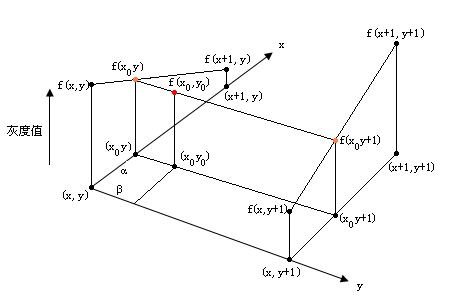 f(x+1, y+1)
x
f(x₀y)
f(x+1, y)
f(x,y)
f(x₀,y₀)
(x+1, y)
灰度值
(x₀y)
(x₀y₀)
f(x₀y+1)
(x+1,y+1)
α
β
(x, y)
f(x,y+1)
(x₀y+1)
(x, y+1)
y